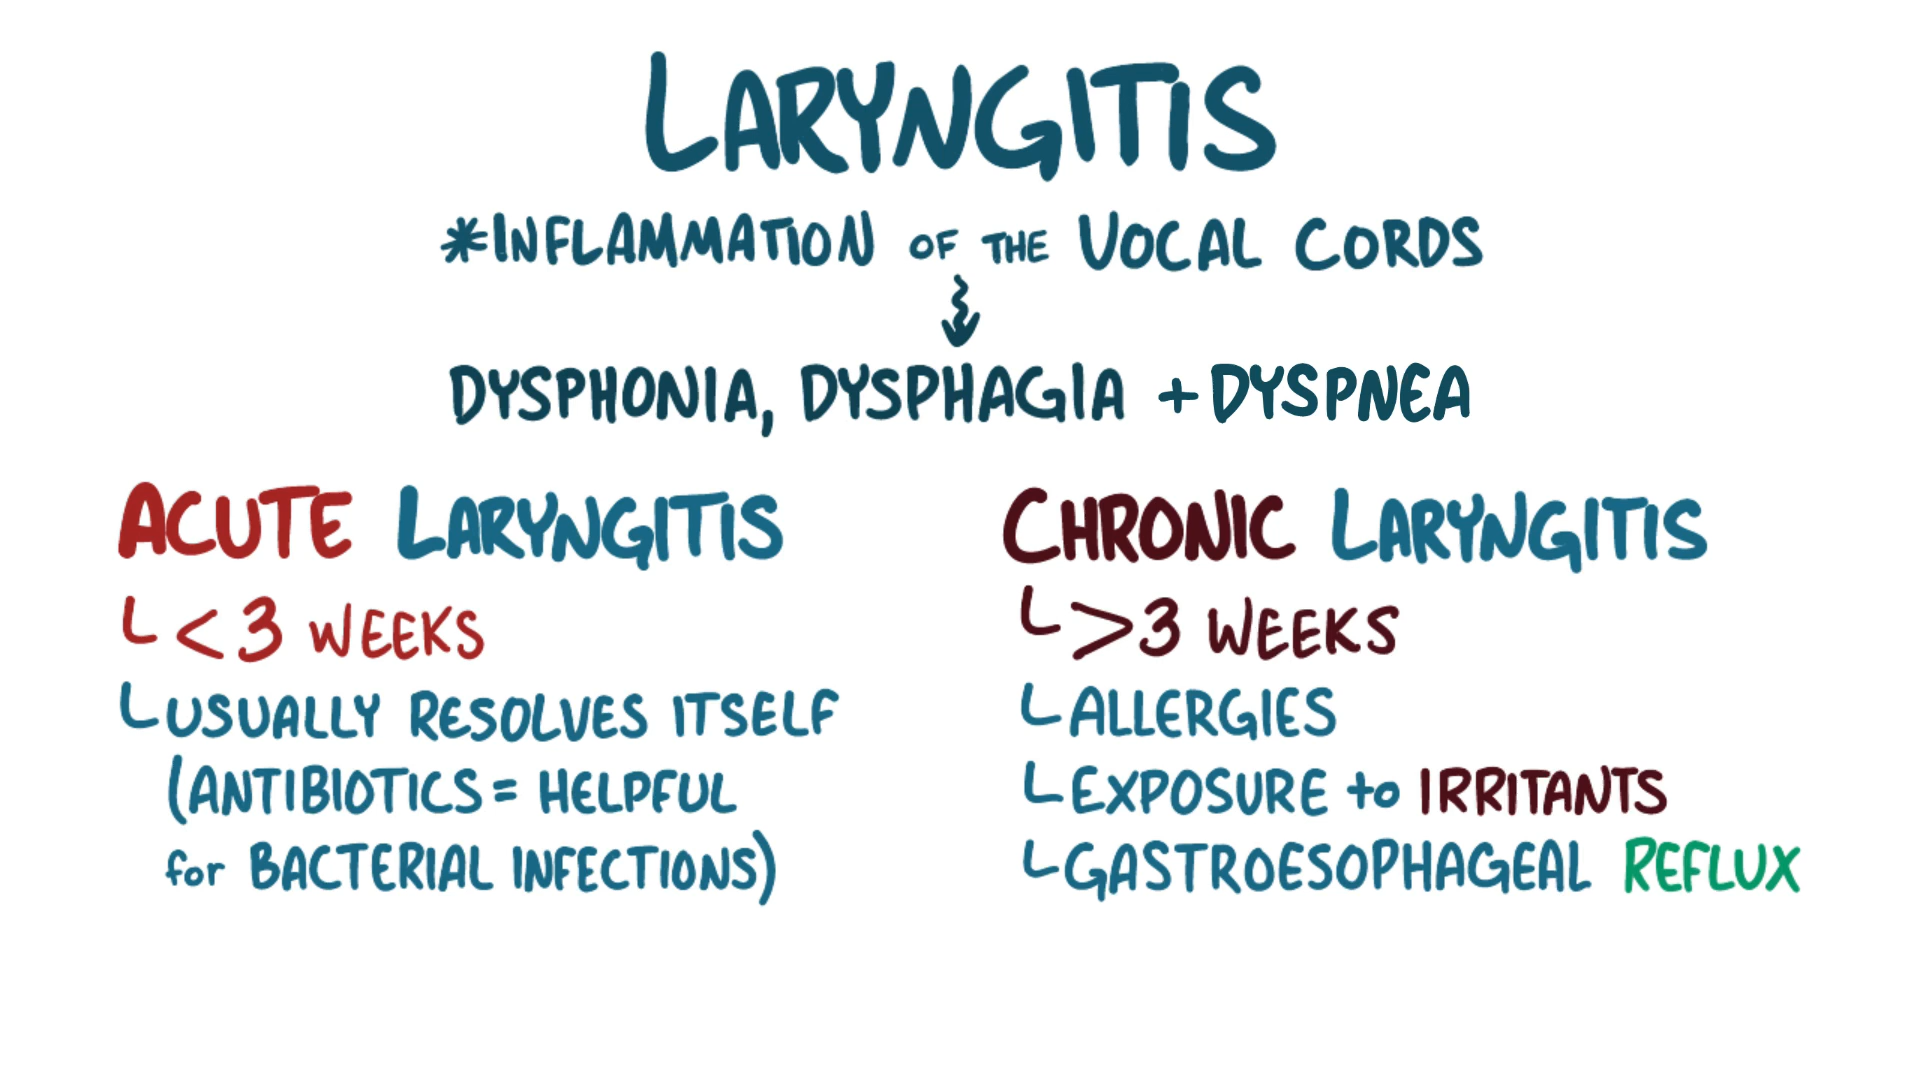 LARYNGITIS
*INFLAMMATION OF THE VOCAL CORDS
DYSPHONIA, DYSPHAGIA + DYSPNEA
ACUTE LARYNGITIS
< 3 WEEKS
USUALLY RESOLVES ITSELF
(ANTIBIOTICS = HELPFUL
for BACTERIAL INFECTIONS)
CHRONIC LARYNGITIS
> 3 WEEKS
ALLERGIES
EXPOSURE to IRRITANTS
GASTROESOPHAGEAL REFLUX